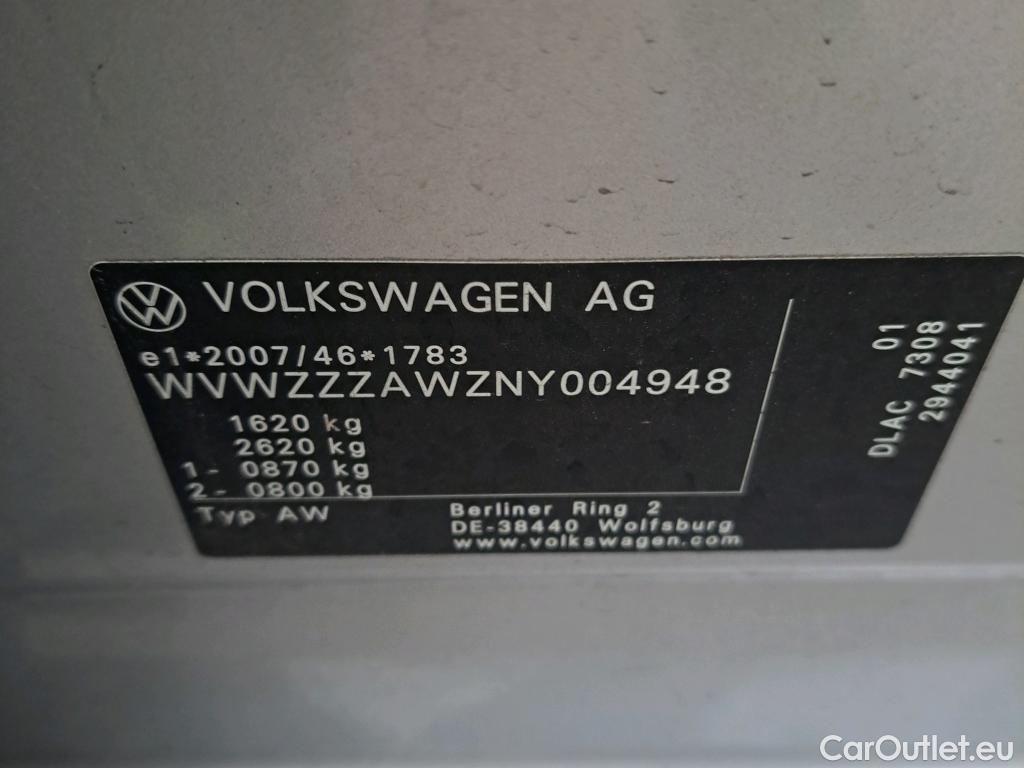 VOLKSWAGEN AG
e1*2007/46*1783
WVWZZZAWZNY004948
1620 kg
2620 kg
1- 0870 kg
2- 0800 kg
Typ AW
Berliner Ring 2
DE-38440 Wolfsburg
www.volkswagen.com
01
DLAC 7308
2944041
CarOutlet.eu